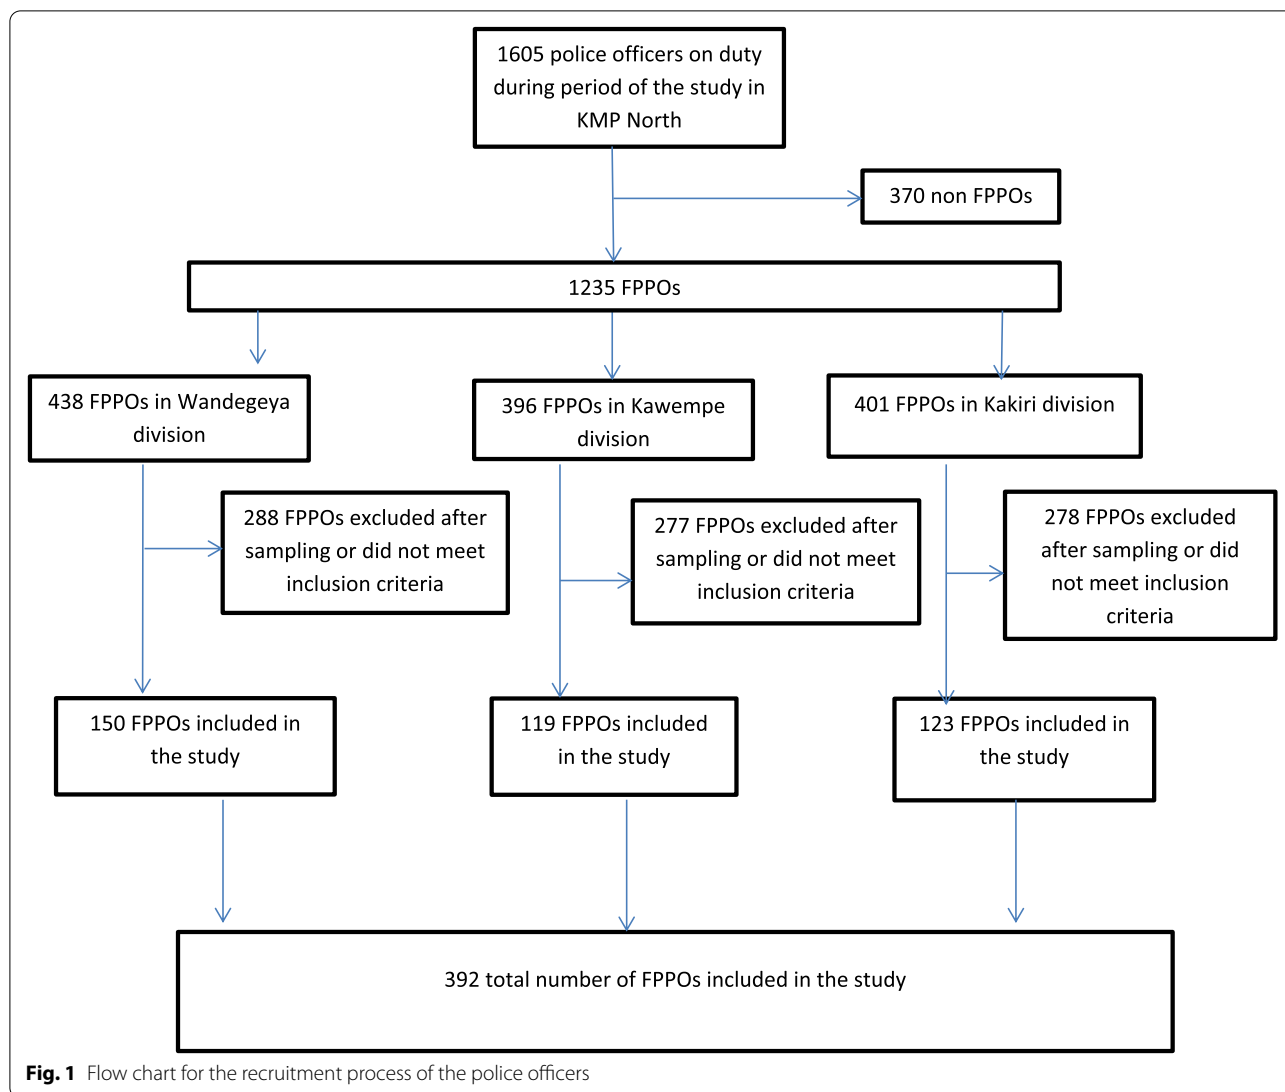 1605 police officers on duty
during period of the study in
KMP North
370 non FPPOs
1235 FPPOs
438 FPPOs in Wandegeya
division
396 FPPOs in Kawempe
division
401 FPPOs in Kakiri division
288 FPPOs excluded after
sampling or did not meet
inclusion criteria
277 FPPOs excluded after
sampling or did not meet
inclusion criteria
278 FPPOs excluded
after sampling or did
not meet inclusion
criteria
150 FPPOs included in
the study
119 FPPOs included
in the study
123 FPPOs included in
the study
392 total number of FPPOs included in the study
Fig. 1 Flow chart for the recruitment process of the police officers